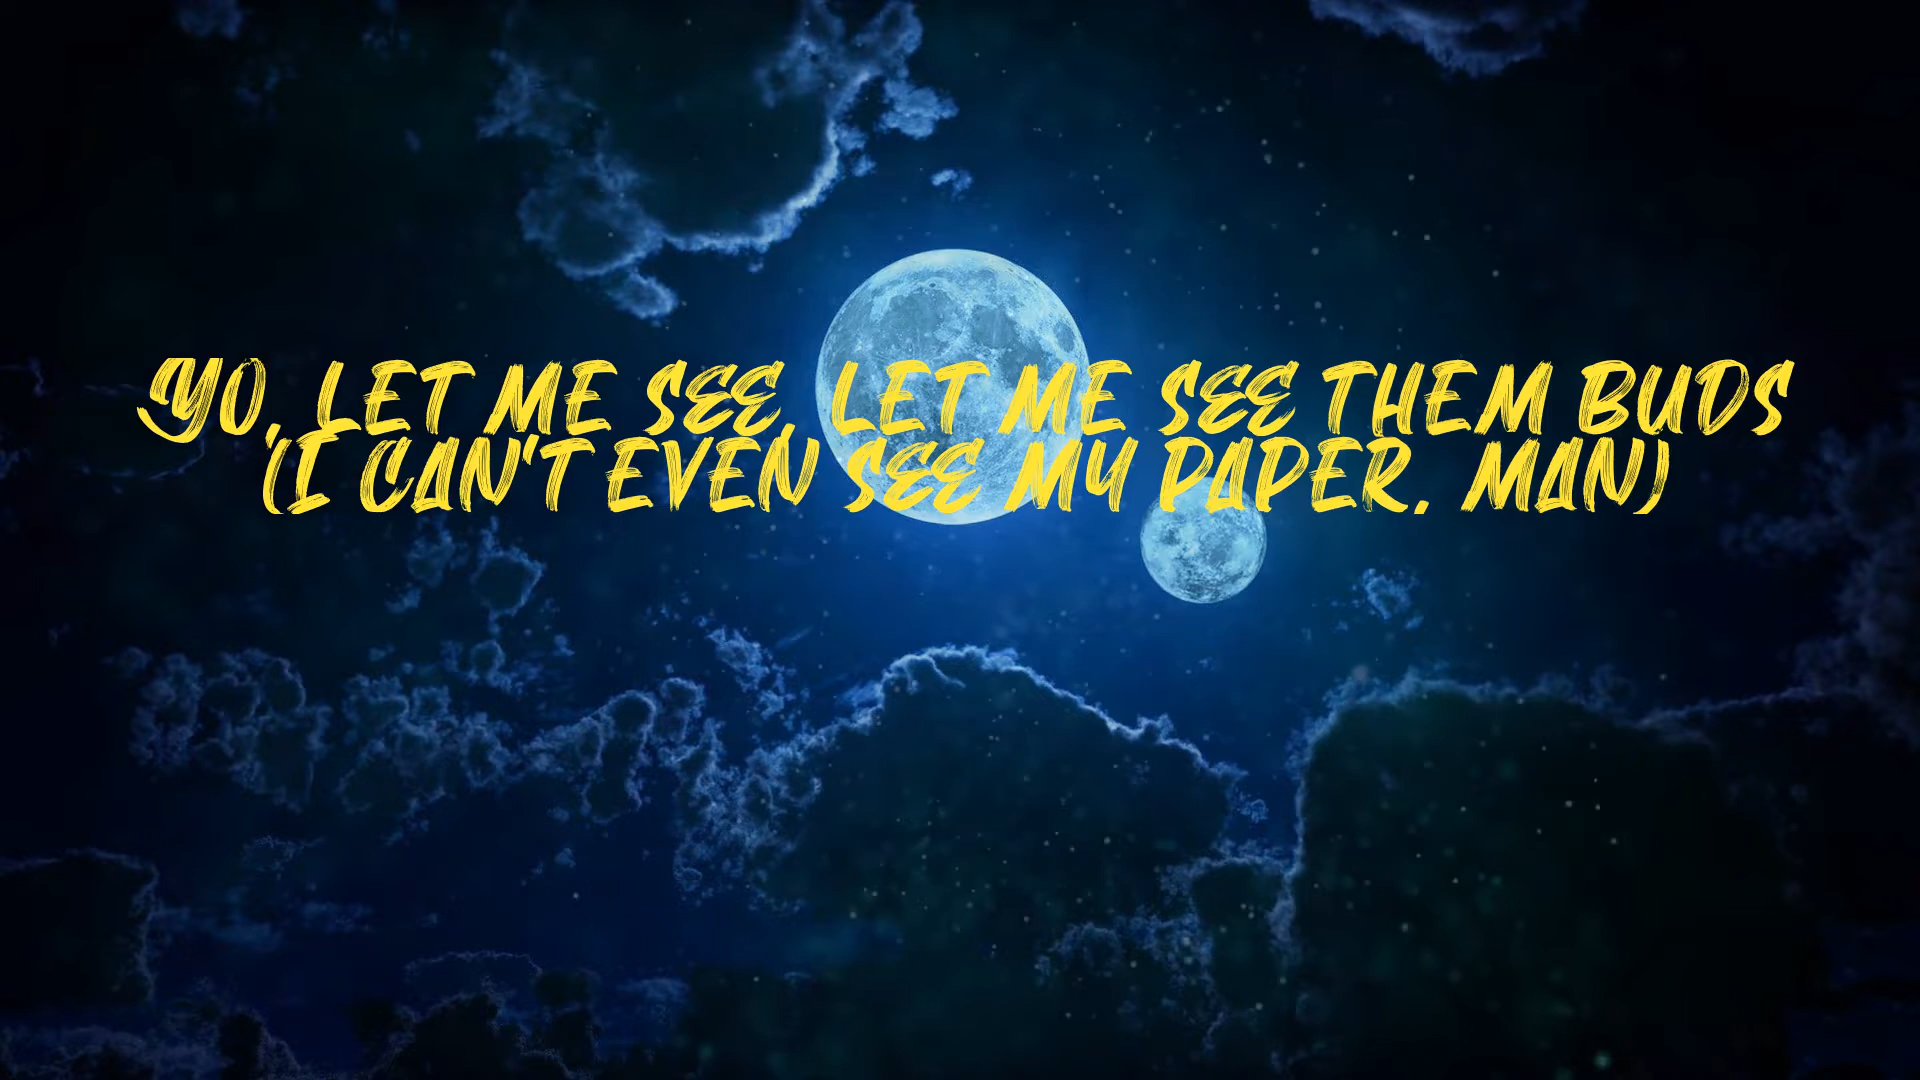 YO, LET ME SEE, LET ME SEE THEM BUDS
(I CAN'T EVEN SEE MY PAPER, MAN)